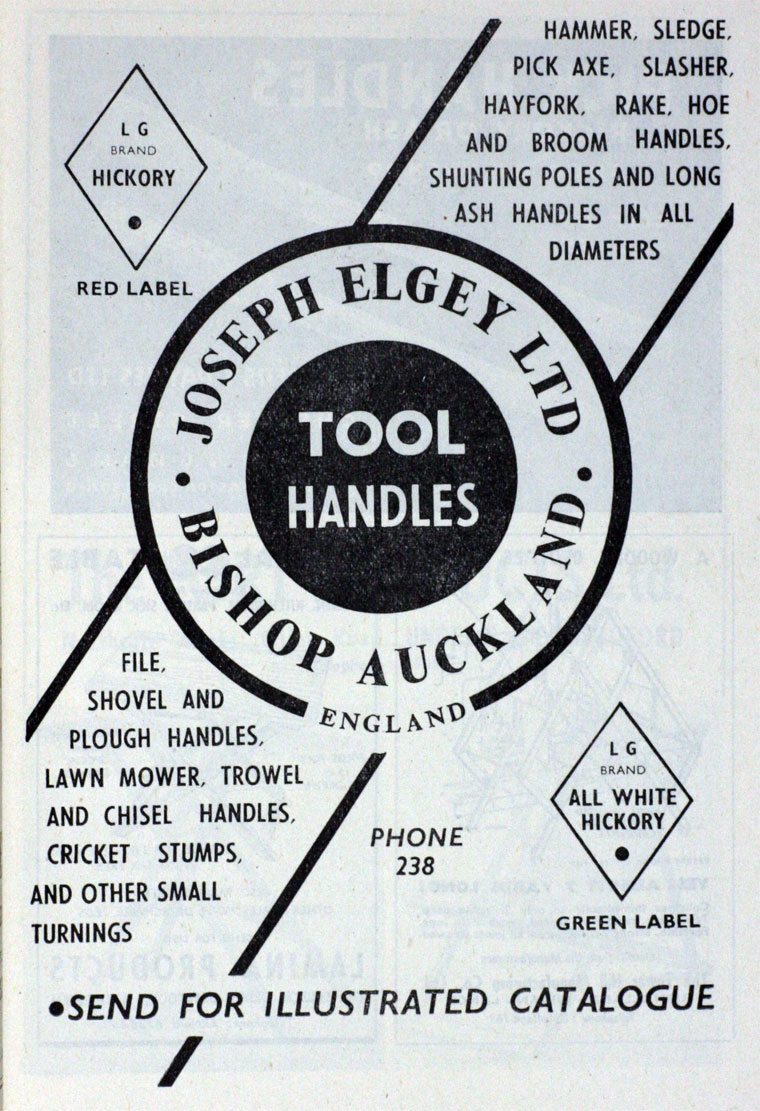 HAMMER, SLEDGE,
PICK AXE, SLASHER,
HAYFORK, RAKE, HOE
AND BROOM HANDLES,
SHUNTING POLES AND LONG
ASH HANDLES IN ALL
DIAMETERS
L G
BRAND
HICKORY
RED LABEL
JOSEPH ELGEY LTD
TOOL
HANDLES
BISHOP AUCKLAND
ENGLAND
FILE,
SHOVEL AND
PLOUGH HANDLES,
LAWN MOWER, TROWEL
AND CHISEL HANDLES,
CRICKET STUMPS,
AND OTHER SMALL
TURNINGS
PHONE
238
L G
BRAND
ALL WHITE
HICKORY
GREEN LABEL
•SEND FOR ILLUSTRATED CATALOGUE